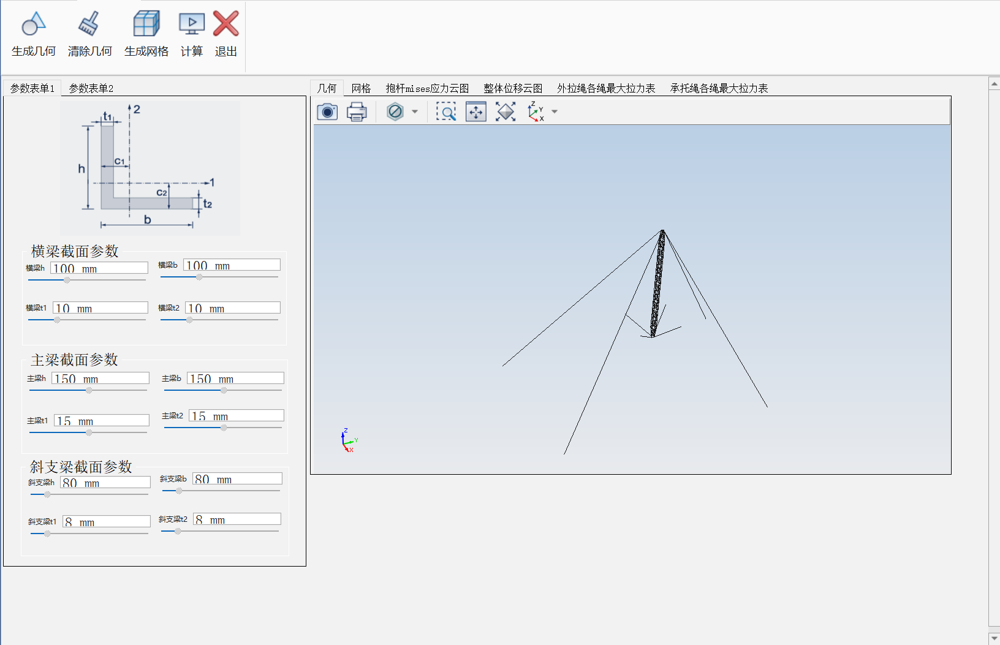 生成几何 清除几何 生成网格 计算 退出
参数表单1 参数表单2
几何 网格 抱杆mises应力云图 整体位移云图 外拉绳各绳最大拉力表 承托绳各绳最大拉力表
t1 2
h
c1
1
c2
t2
b
Z
Y
X
横梁截面参数
横梁h 100 mm 横梁b 100 mm
横梁t1 10 mm 横梁t2 10 mm
主梁截面参数
主梁h 150 mm 主梁b 150 mm
主梁t1 15 mm 主梁t2 15 mm
斜支梁截面参数
斜支梁h 80 mm 斜支梁b 80 mm
斜支梁t1 8 mm 斜支梁t2 8 mm
Z
Y
X